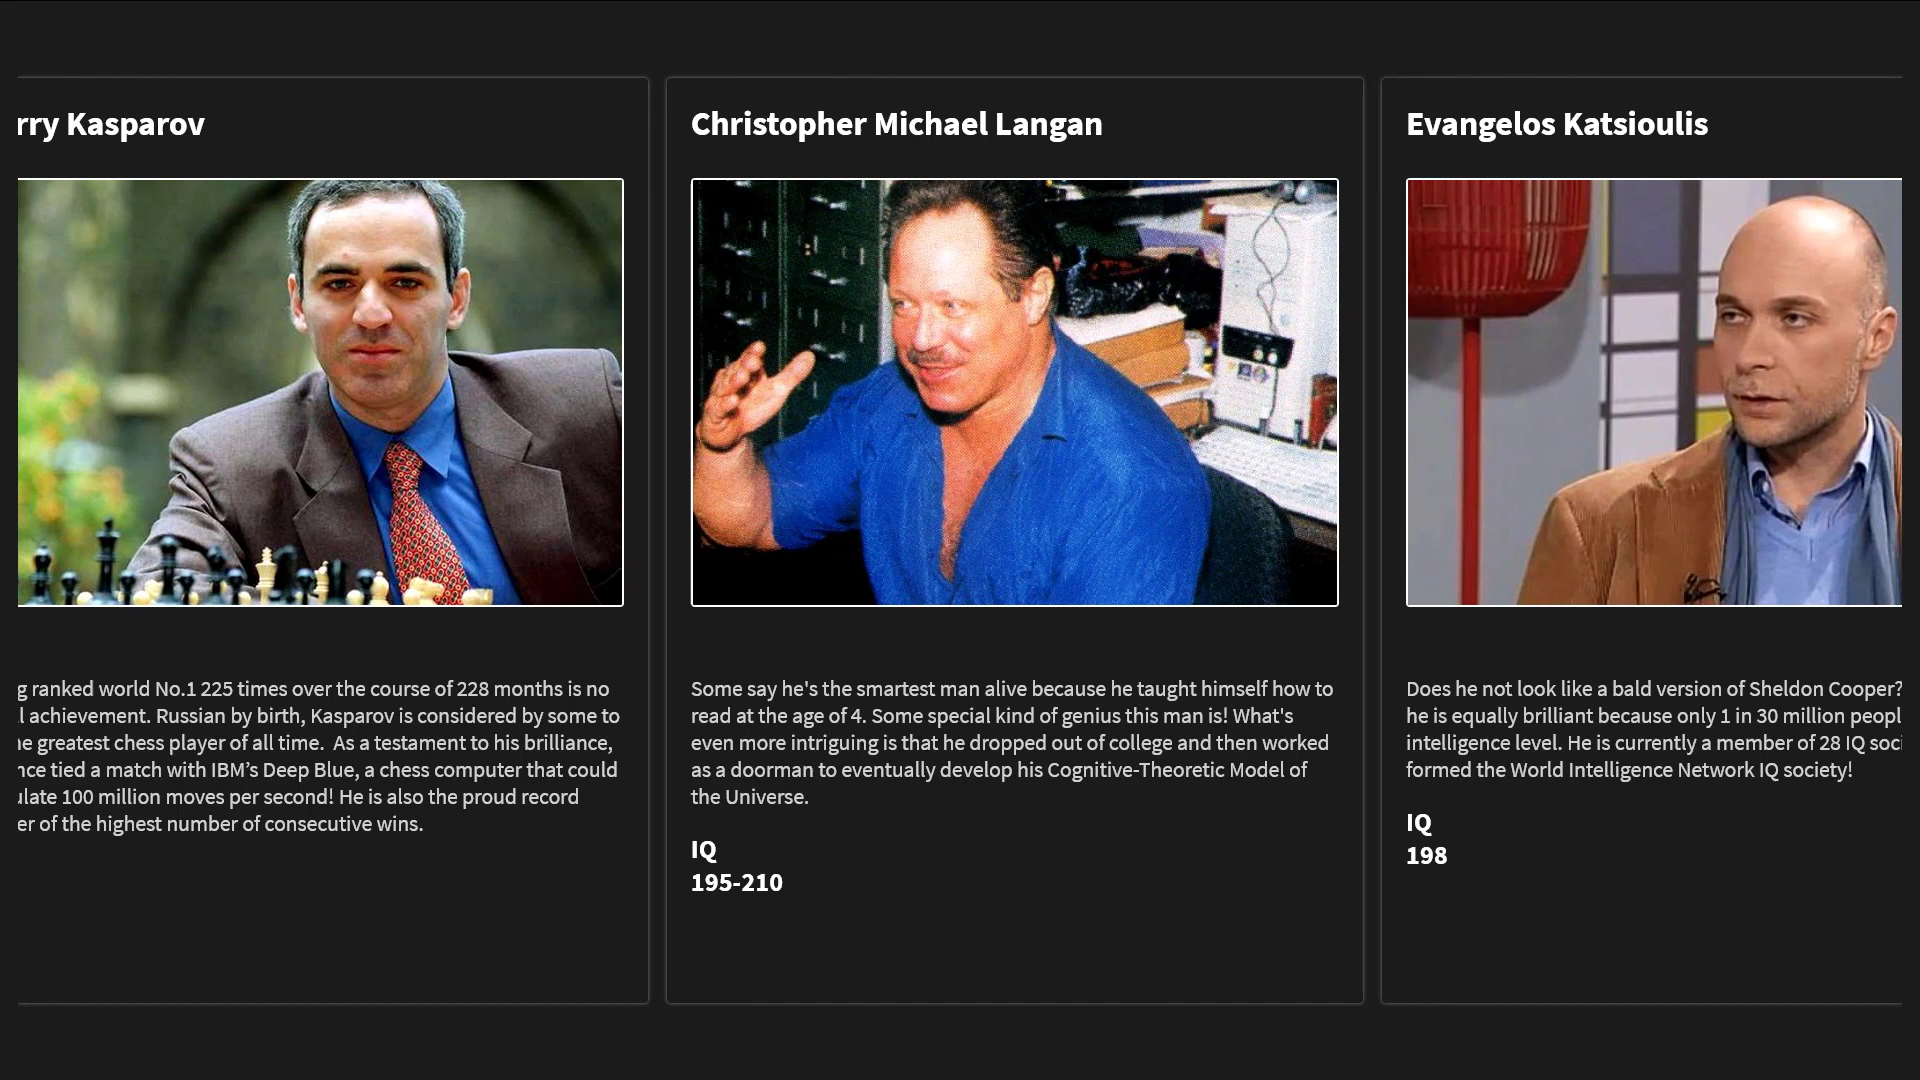 rry Kasparov
g ranked world No.1 225 times over the course of 228 months is no
l achievement. Russian by birth, Kasparov is considered by some to
e greatest chess player of all time.  As a testament to his brilliance,
nce tied a match with IBM’s Deep Blue, a chess computer that could
ulate 100 million moves per second! He is also the proud record
er of the highest number of consecutive wins.
Christopher Michael Langan
Some say he's the smartest man alive because he taught himself how to
read at the age of 4. Some special kind of genius this man is! What's
even more intriguing is that he dropped out of college and then worked
as a doorman to eventually develop his Cognitive-Theoretic Model of
the Universe.
IQ
195-210
Evangelos Katsioulis
Does he not look like a bald version of Sheldon Cooper?
he is equally brilliant because only 1 in 30 million peopl
intelligence level. He is currently a member of 28 IQ soci
formed the World Intelligence Network IQ society!
IQ
198